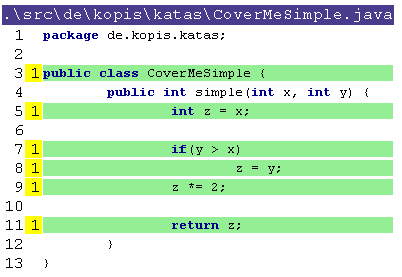 .\src\de\kopis\katas\CoverMeSimple.java
1 package de.kopis.katas;
2
3 1 public class CoverMeSimple {
4 public int simple(int x, int y) {
5 1 int z = x;
6
7 1 if(y > x)
8 1 z = y;
9 1 z *= 2;
10
11 1 return z;
12 }
13 }